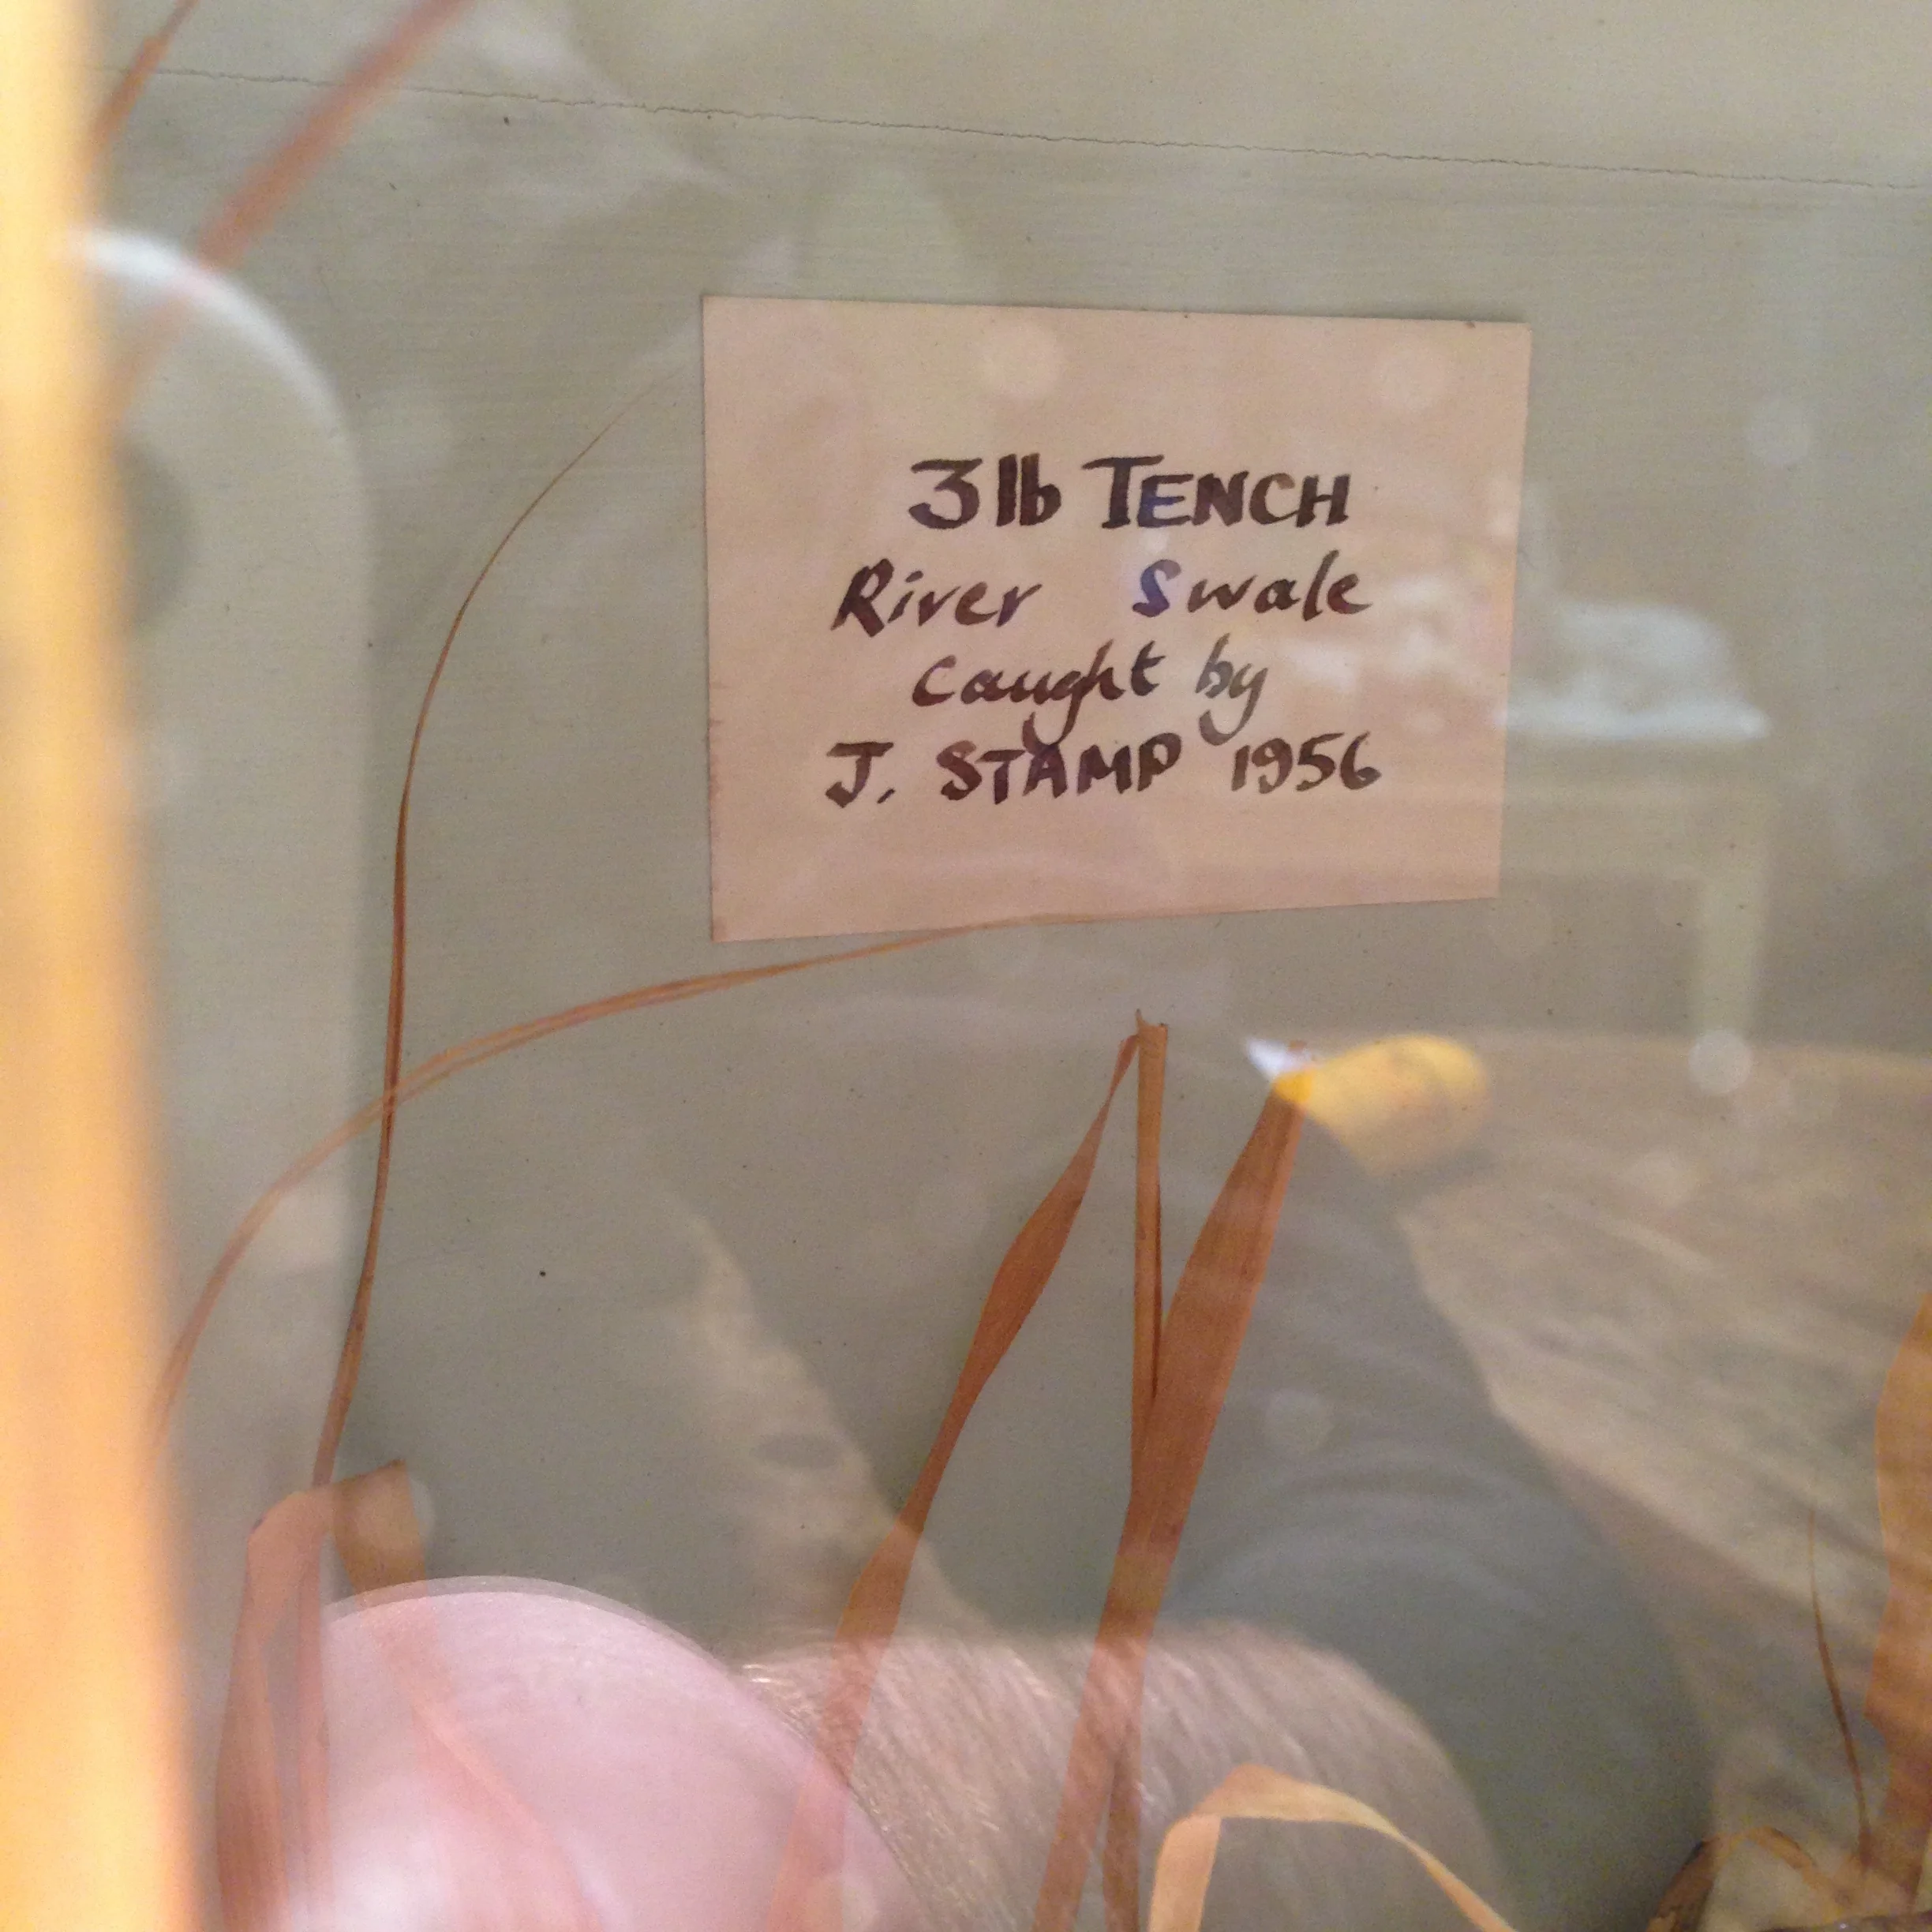 3lb TENCH
River Swale
Caught by
J. STAMP 1956